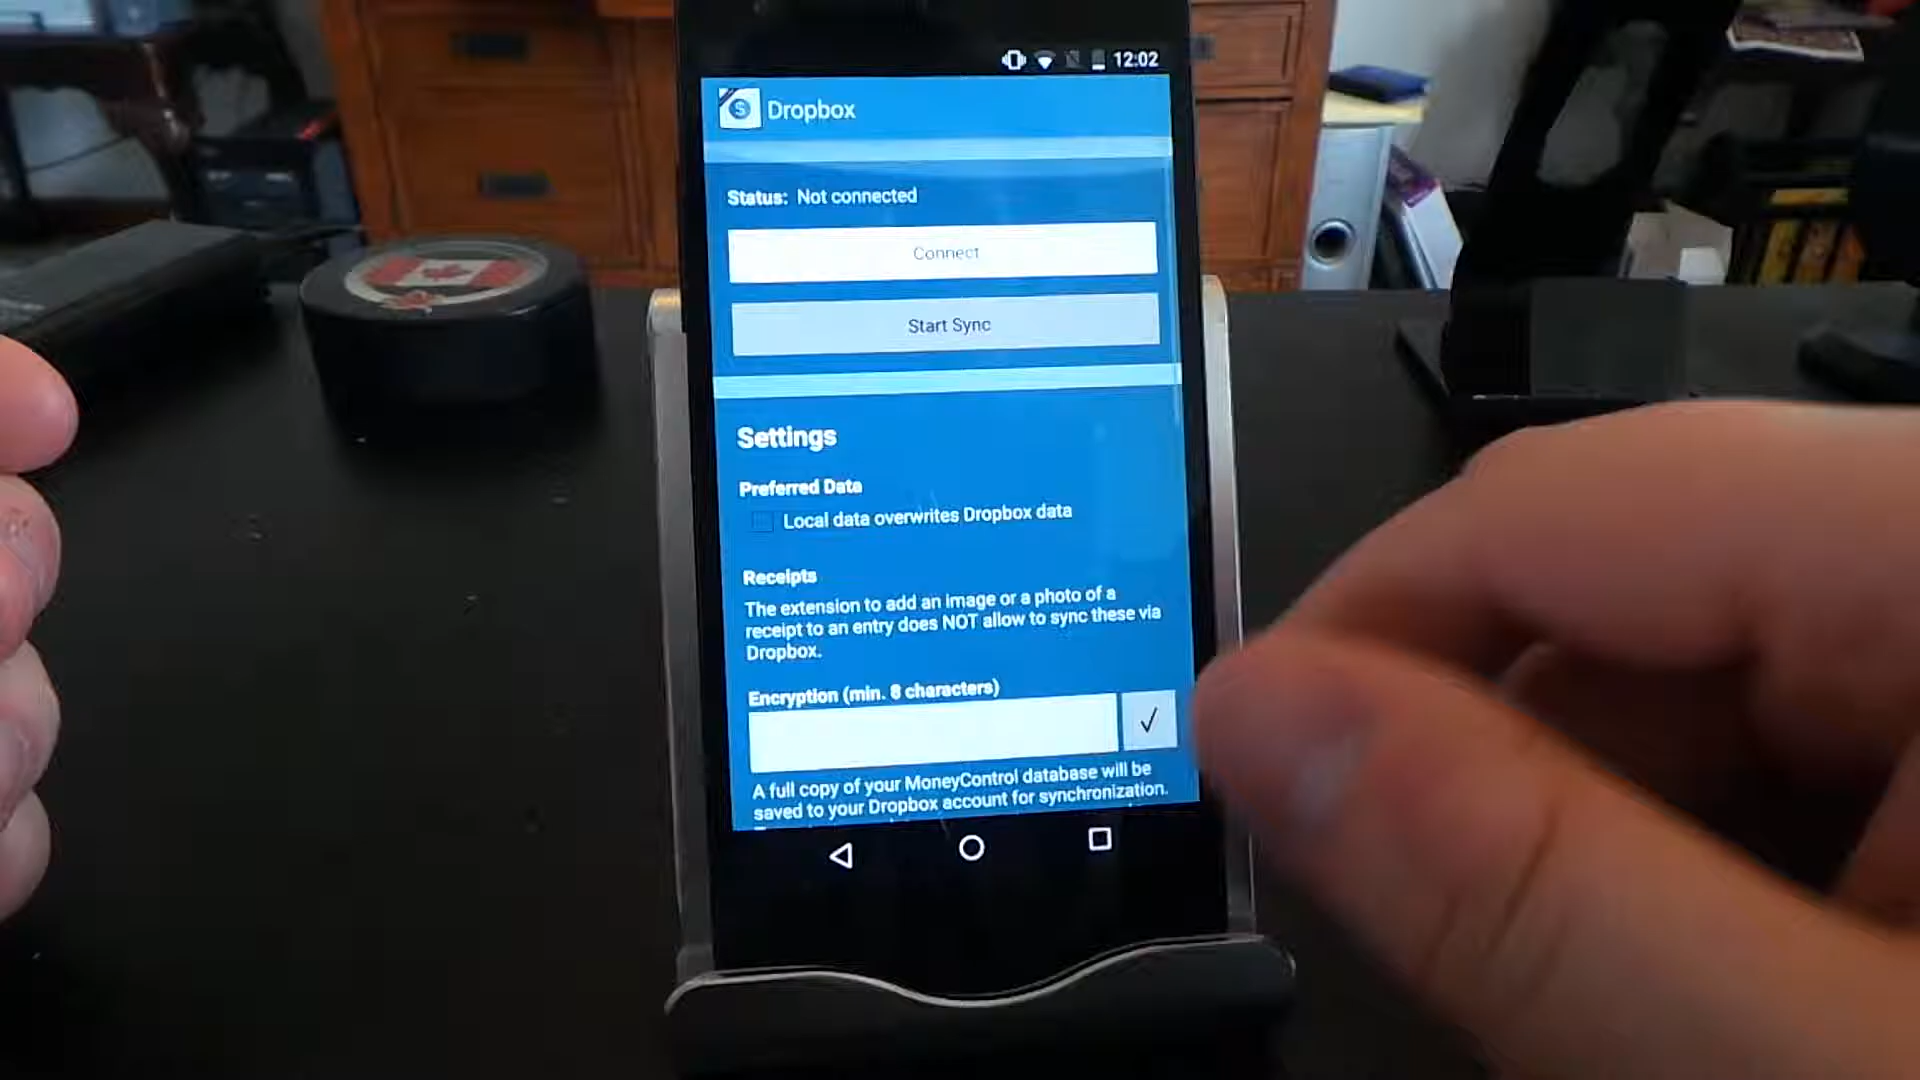 12:02
$ Dropbox
Status: Not connected
Connect
Start Sync
Settings
Preferred Data
Local data overwrites Dropbox data
Receipts
The extension to add an image or a photo of a
receipt to an entry does NOT allow to sync these via
Dropbox.
Encryption (min. 8 characters)
A full copy of your MoneyControl database will be
saved to your Dropbox account for synchronization.